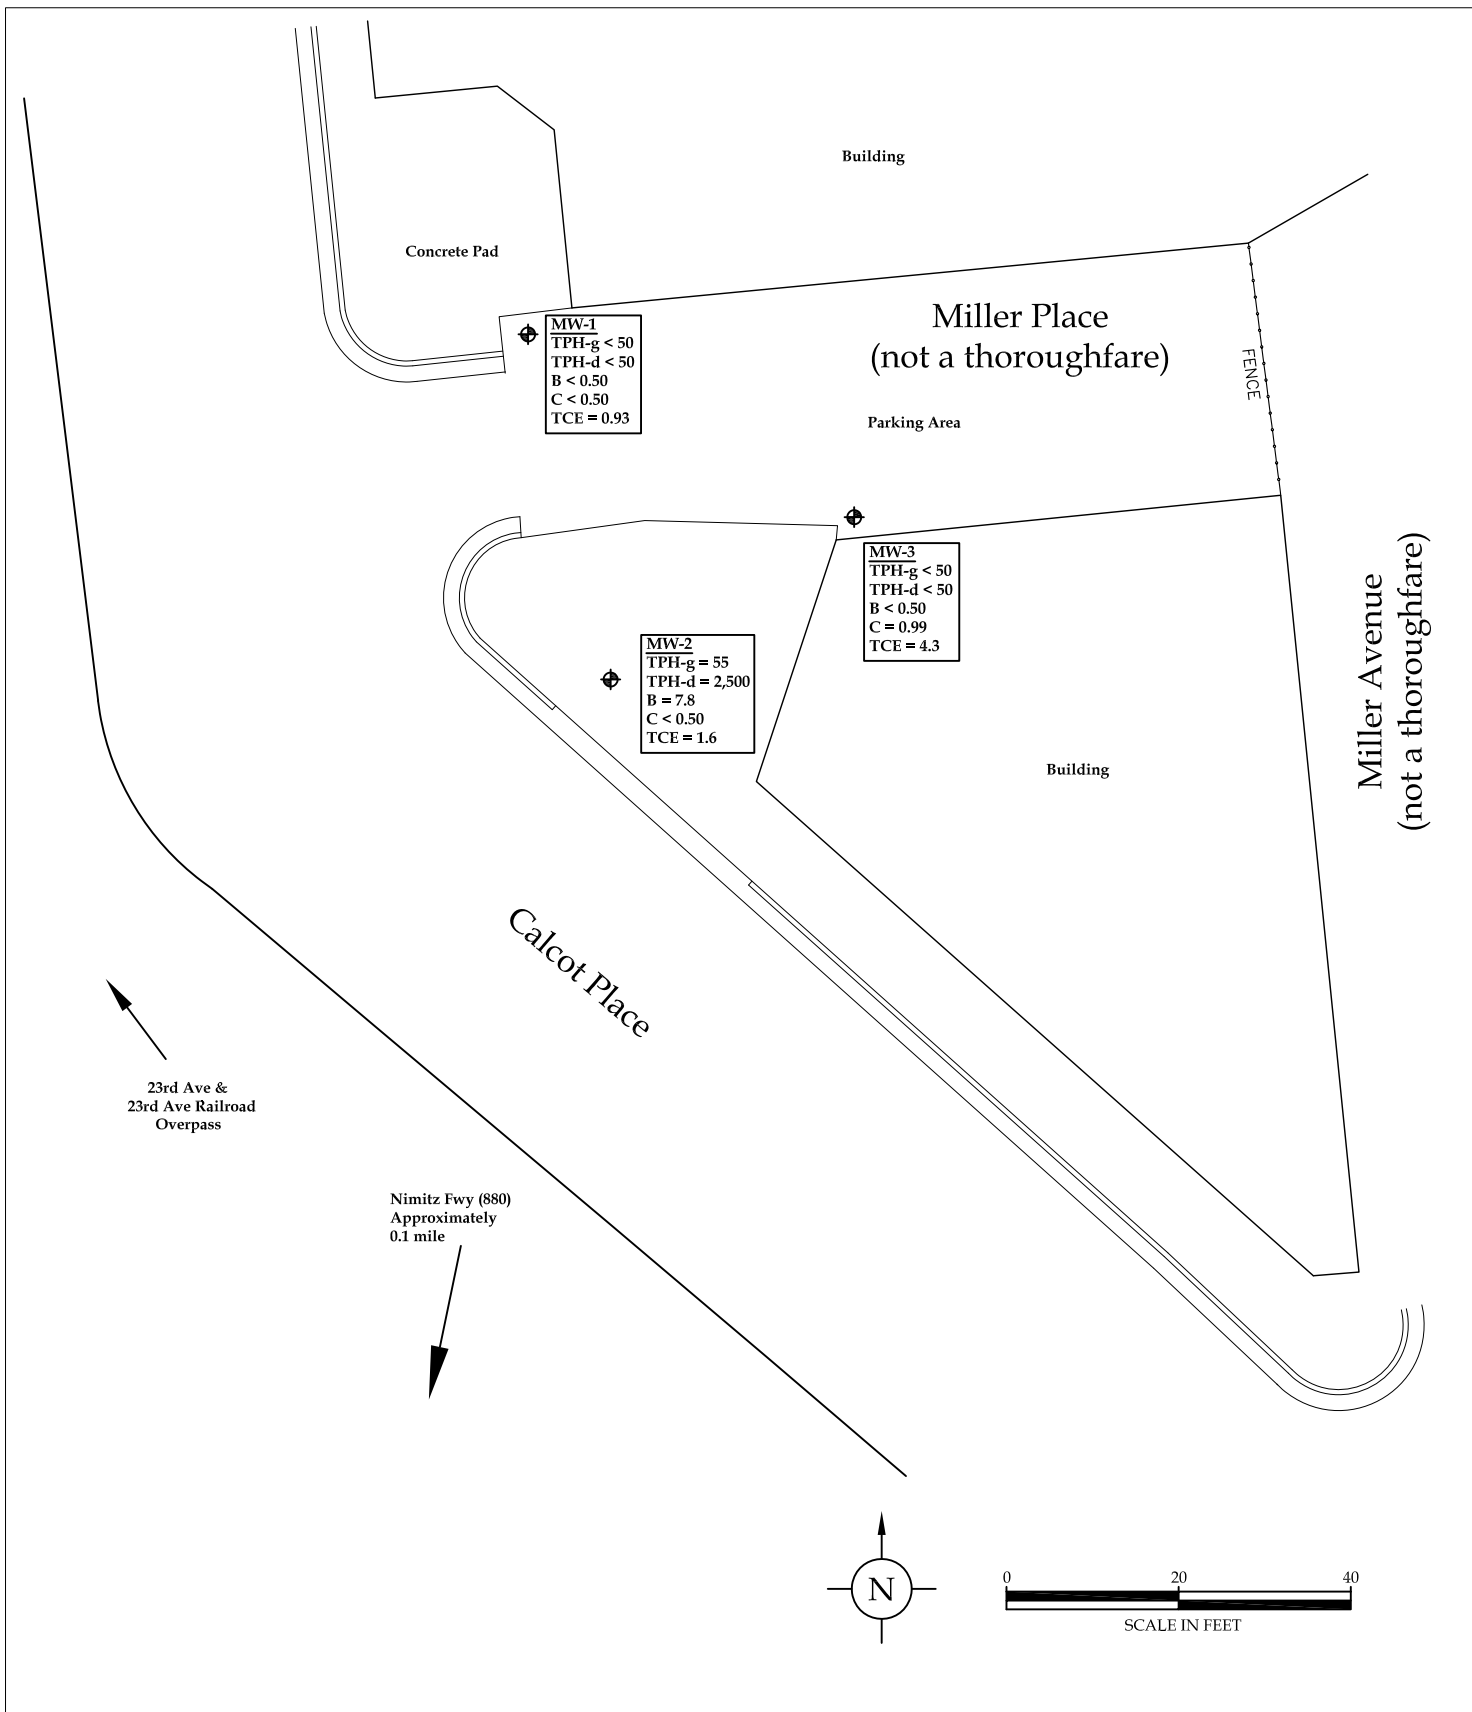 Building
Concrete Pad
Miller Place
(not a thoroughfare)
MW-1
TPH-g < 50
TPH-d < 50
B < 0.50
C < 0.50
TCE = 0.93
FENCE
Parking Area
MW-3
TPH-g < 50
TPH-d < 50
B < 0.50
C = 0.99
TCE = 4.3
Miller Avenue
(not a thoroughfare)
MW-2
TPH-g = 55
TPH-d = 2,500
B = 7.8
C < 0.50
TCE = 1.6
Building
Calcot Place
23rd Ave &
23rd Ave Railroad
Overpass
Nimitz Fwy (880)
Approximately
0.1 mile
N
0 20 40
SCALE IN FEET